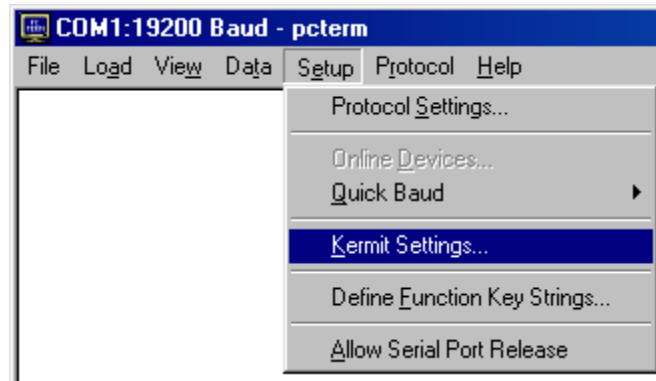 COM1:19200 Baud - pcterm
File Load View Data Setup Protocol Help
Protocol Settings...
Online Devices...
Quick Baud
Kermit Settings...
Define Function Key Strings...
Allow Serial Port Release